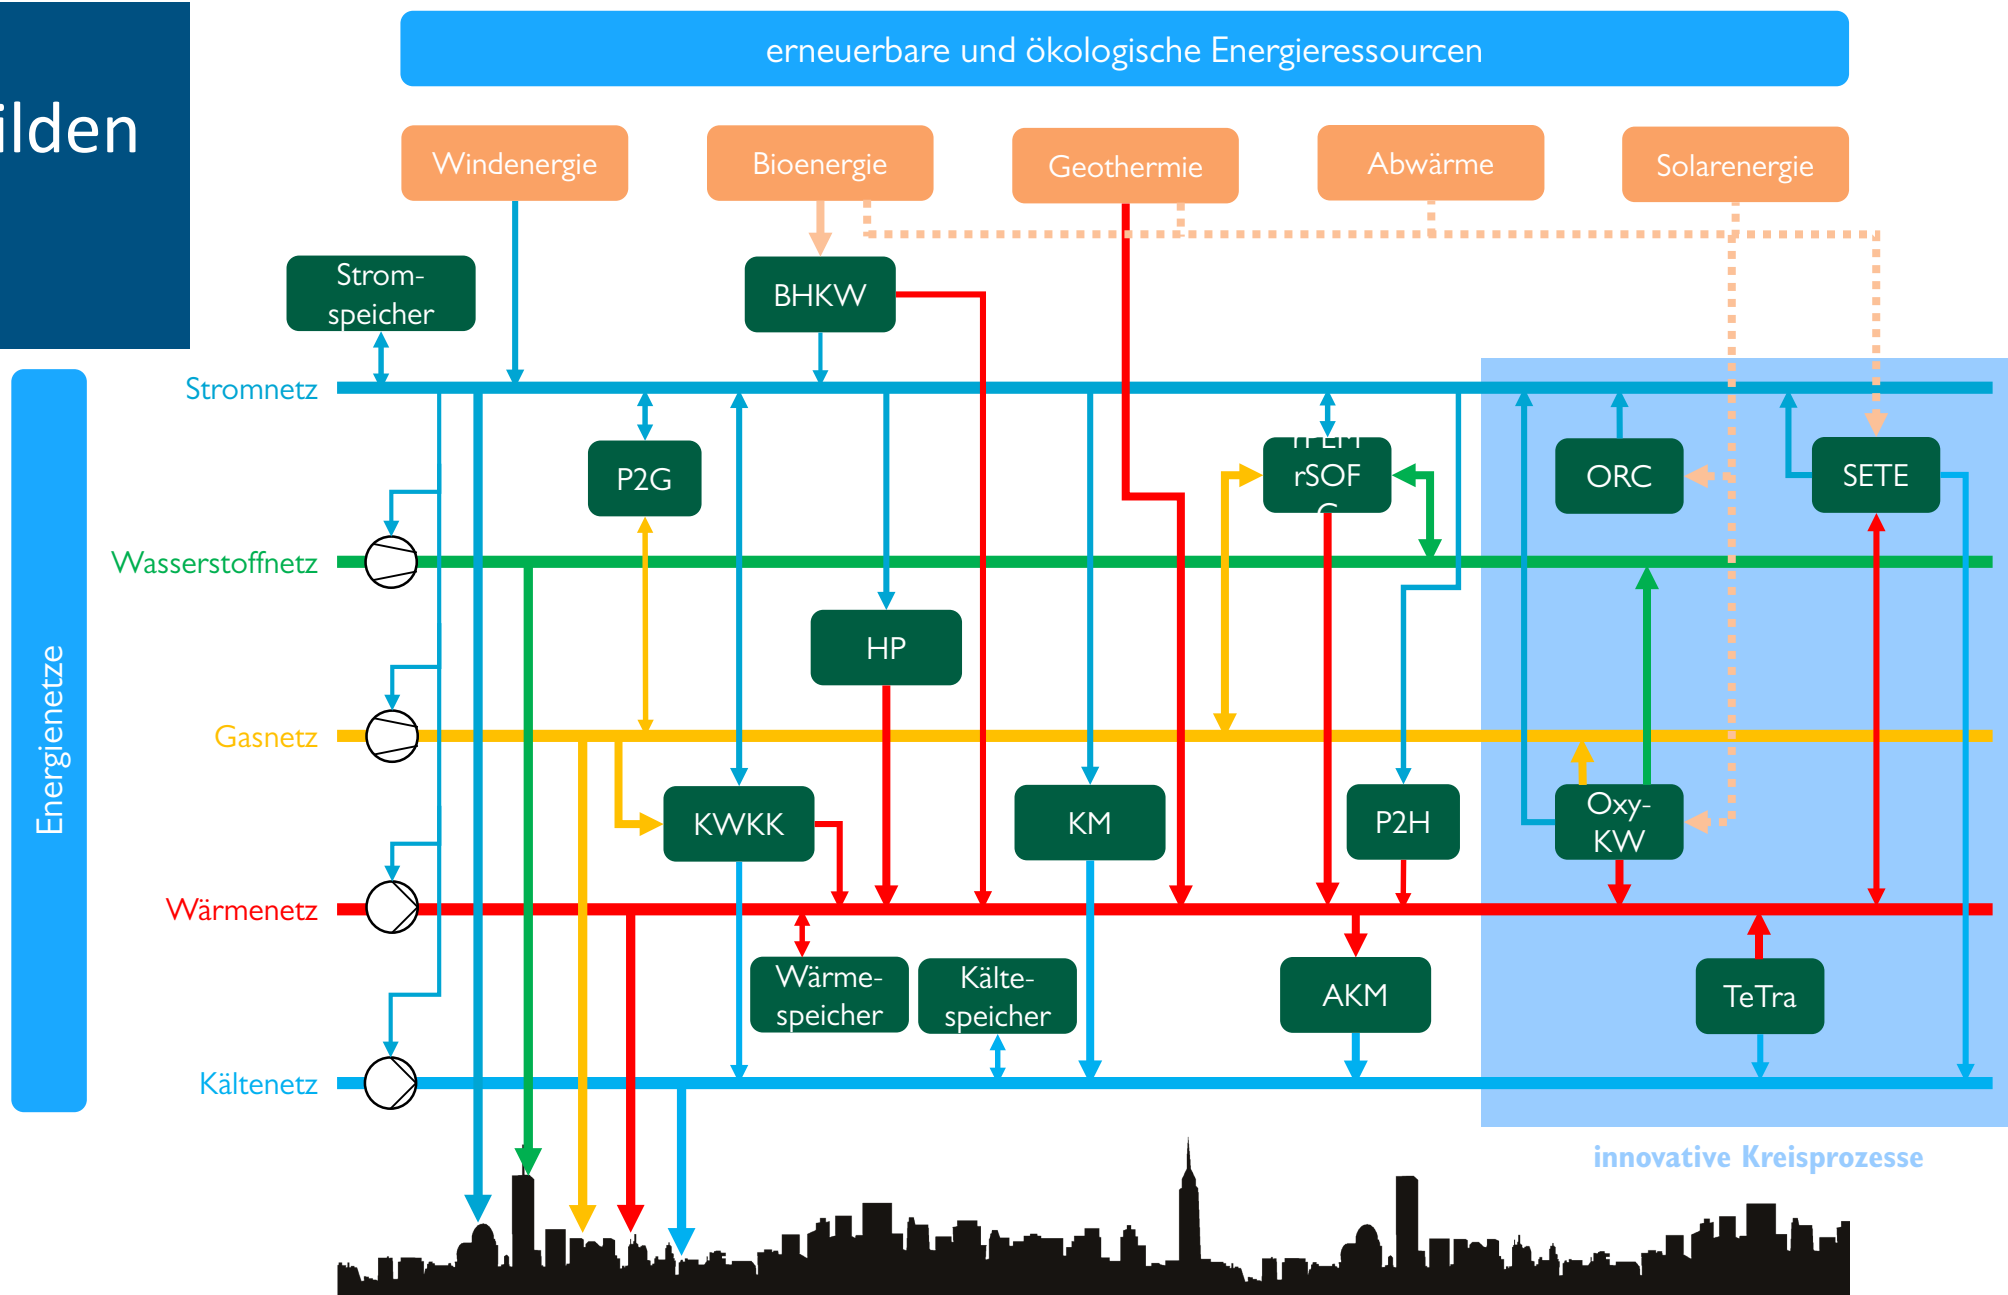 ilden
erneuerbare und ökologische Energieressourcen
Windenergie
Bioenergie
Geothermie
Abwärme
Solarenergie
Strom-
speicher
BHKW
Stromnetz
P2G
rSOF
ORC
SETE
Wasserstoffnetz
HP
Energienetze
Gasnetz
KWKK
KM
P2H
Oxy-
KW
Wärmenetz
Wärme-
speicher
Kälte-
speicher
AKM
TeTra
Kältenetz
innovative Kreisprozesse